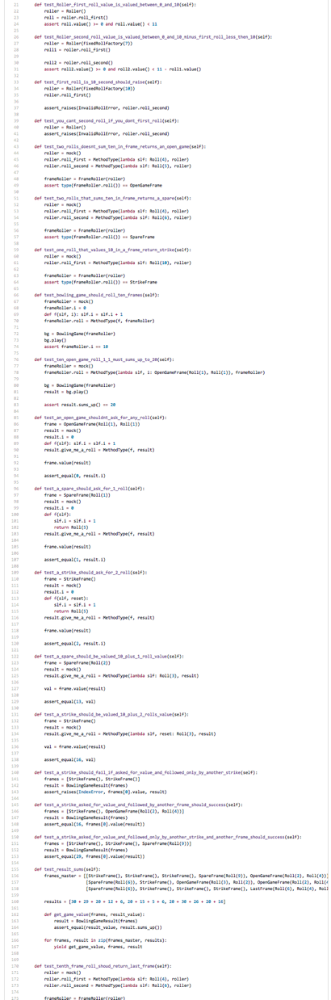 21 def test_Roller_first_roll_value_is_valued_between_0_and_10(self):
22 roller = Roller()
23 roll = roller.roll_first()
24 assert roll.value() >= 0 and roll.value() < 11
25
26 def test_Roller_second_roll_value_is_valued_between_0_and_10_minus_first_roll_less_then_10(self):
27 roller = Roller(FixedRollfactory(7))
28 roll1 = roller.roll_first()
29
30 roll2 = roller.roll_second()
31 assert roll2.value() >= 0 and roll2.value() < 11 - roll1.value()
32
33 def test_first_roll_is_10_second_should_raise(self):
34 roller = Roller(FixedRollfactory(10))
35 roller.roll_first()
36
37 assert_raises(InvalidRollError, roller.roll_second)
38
39 def test_you_cant_second_roll_if_you_dont_first_roll(self):
40 roller = Roller()
41 assert_raises(InvalidRollError, roller.roll_second)
42
43 def test_two_rolls_doesnt_sum_ten_in_frame_returns_an_open_game(self):
44 roller = mock()
45 roller.roll_first = MethodType(lambda slf: Roll(4), roller)
46 roller.roll_second = MethodType(lambda slf: Roll(5), roller)
47
48 frameRoller = FrameRoller(roller)
49 assert type(frameRoller.roll()) == OpenGameFrame
50
51 def test_two_rolls_that_sums_ten_in_frame_returns_a_spare(self):
52 roller = mock()
53 roller.roll_first = MethodType(lambda slf: Roll(4), roller)
54 roller.roll_second = MethodType(lambda slf: Roll(6), roller)
55
56 frameRoller = FrameRoller(roller)
57 assert type(frameRoller.roll()) == SpareFrame
58
59 def test_one_roll_that_values_10_in_a_frame_return_strike(self):
60 roller = mock()
61 roller.roll_first = MethodType(lambda slf: Roll(10), roller)
62
63 frameRoller = FrameRoller(roller)
64 assert type(frameRoller.roll()) == StrikeFrame
65
66 def test_bowling_game_should_roll_ten_frames(self):
67 frameRoller = mock()
68 frameRoller.i = 0
69 def f(slf, i): slf.i = slf.i + 1
70 frameRoller.roll = MethodType(f, frameRoller)
71
72 bg = BowlingGame(frameRoller)
73 bg.play()
74 assert frameRoller.i == 10
75
76 def test_ten_open_game_roll_1_1_must_sums_up_to_20(self):
77 frameRoller = mock()
78 frameRoller.roll = MethodType(lambda slf, i: OpenGameFrame(Roll(1), Roll(1)), frameRoller)
79
80 bg = BowlingGame(frameRoller)
81 result = bg.play()
82
83 assert result.sums_up() == 20
84
85 def test_an_open_game_shouldnt_ask_for_any_roll(self):
86 frame = OpenGameFrame(Roll(1), Roll(1))
87 result = mock()
88 result.i = 0
89 def f(slf): slf.i = slf.i + 1
90 result.give_me_a_roll = MethodType(f, result)
91
92 frame.value(result)
93
94 assert_equal(0, result.i)
95
96 def test_a_spare_should_ask_for_1_roll(self):
97 frame = SpareFrame(Roll(1))
98 result = mock()
99 result.i = 0
100 def f(slf):
101 slf.i = slf.i + 1
102 return Roll(5)
103 result.give_me_a_roll = MethodType(f, result)
104
105 frame.value(result)
106
107 assert_equal(1, result.i)
108
109 def test_a_strike_should_ask_for_2_roll(self):
110 frame = StrikeFrame()
111 result = mock()
112 result.i = 0
113 def f(slf, reset):
114 slf.i = slf.i + 1
115 return Roll(5)
116 result.give_me_a_roll = MethodType(f, result)
117
118 frame.value(result)
119
120 assert_equal(2, result.i)
121
122 def test_a_spare_should_be_valued_10_plus_1_roll_value(self):
123 frame = SpareFrame(Roll(2))
124 result = mock()
125 result.give_me_a_roll = MethodType(lambda slf: Roll(3), result)
126
127 val = frame.value(result)
128
129 assert_equal(13, val)
130
131 def test_a_strike_should_be_valued_10_plus_2_rolls_value(self):
132 frame = StrikeFrame()
133 result = mock()
134 result.give_me_a_roll = MethodType(lambda slf, reset: Roll(3), result)
135
136 val = frame.value(result)
137
138 assert_equal(16, val)
139
140 def test_a_strike_should_fail_if_asked_for_value_and_followed_only_by_another_strike(self):
141 frames = [StrikeFrame(), StrikeFrame()]
142 result = BowlingGameResult(frames)
143 assert_raises(IndexError, frames[0].value, result)
144
145 def test_a_strike_asked_for_value_and_followed_by_another_frame_should_success(self):
146 frames = [StrikeFrame(), OpenGameFrame(Roll(2), Roll(4))]
147 result = BowlingGameResult(frames)
148 assert_equal(16, frames[0].value(result))
149
150 def test_a_strike_asked_for_value_and_followed_only_by_another_strike_and_another_frame_should_success(self):
151 frames = [StrikeFrame(), StrikeFrame(), SpareFrame(Roll(9))]
152 result = BowlingGameResult(frames)
153 assert_equal(29, frames[0].value(result))
154
155 def test_result_sums(self):
156 frames_master = [[StrikeFrame(), StrikeFrame(), StrikeFrame(), SpareFrame(Roll(9)), OpenGameFrame(Roll(2), Roll(4))]
157 [SpareFrame(Roll(6)), StrikeFrame(), OpenGameFrame(Roll(3), Roll(2)), OpenGameFrame(Roll(2),
158 [SpareFrame(Roll(6)), StrikeFrame(), StrikeFrame(), StrikeFrame(), LastFrame(Roll(6), Roll(4),
159
160 results = [30 + 29 + 20 + 12 + 6, 20 + 15 + 5 + 6, 20 + 30 + 26 + 20 + 16]
161
162 def get_game_value(frames, result_value):
163 result = BowlingGameResult(frames)
164 assert_equal(result_value, result.sums_up())
165
166 for frames, result in zip(frames_master, results):
167 yield get_game_value, frames, result
168
169
170 def test_tenth_frame_roll_shoud_return_last_frame(self):
171 roller = mock()
172 roller.roll_first = MethodType(lambda slf: Roll(4), roller)
173 roller.roll_second = MethodType(lambda slf: Roll(6), roller)
174
175 frameRoller = FrameRoller(roller)